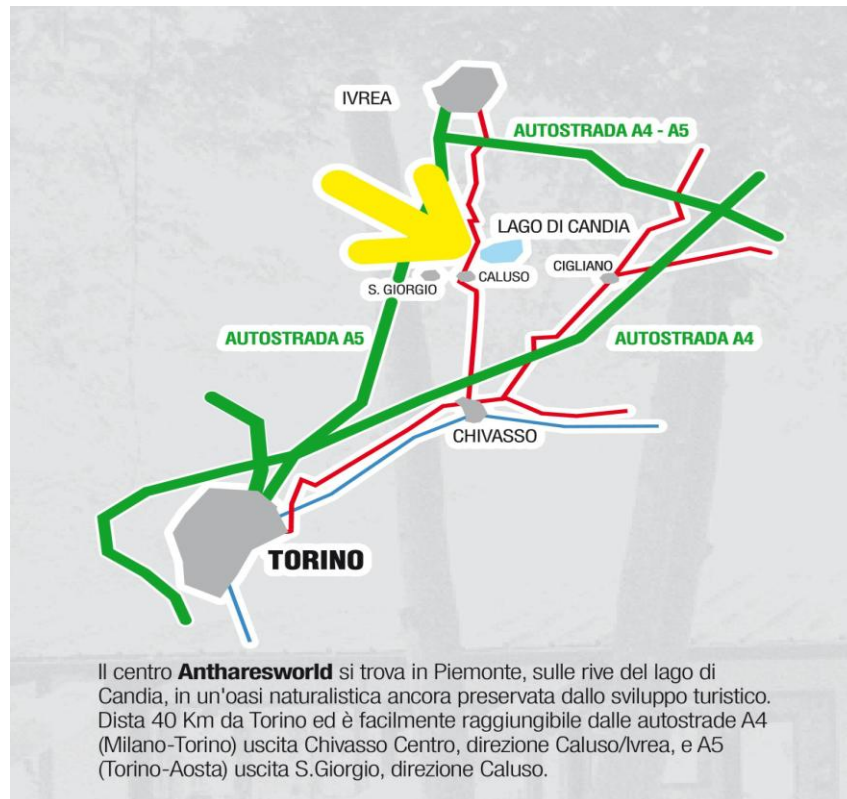 IVREA
AUTOSTRADA A4 - A5
LAGO DI CANDIA
CIGLIANO
S. GIORGIO
CALUSO
AUTOSTRADA A5
AUTOSTRADA A4
CHIVASSO
TORINO
Il centro Antharesworld si trova in Piemonte, sulle rive del lago di
Candia, in un'oasi naturalistica ancora preservata dallo sviluppo turistico.
Dista 40 Km da Torino ed è facilmente raggiungibile dalle autostrade A4
(Milano-Torino) uscita Chivasso Centro, direzione Caluso/Ivrea, e A5
(Torino-Aosta) uscita S.Giorgio, direzione Caluso.